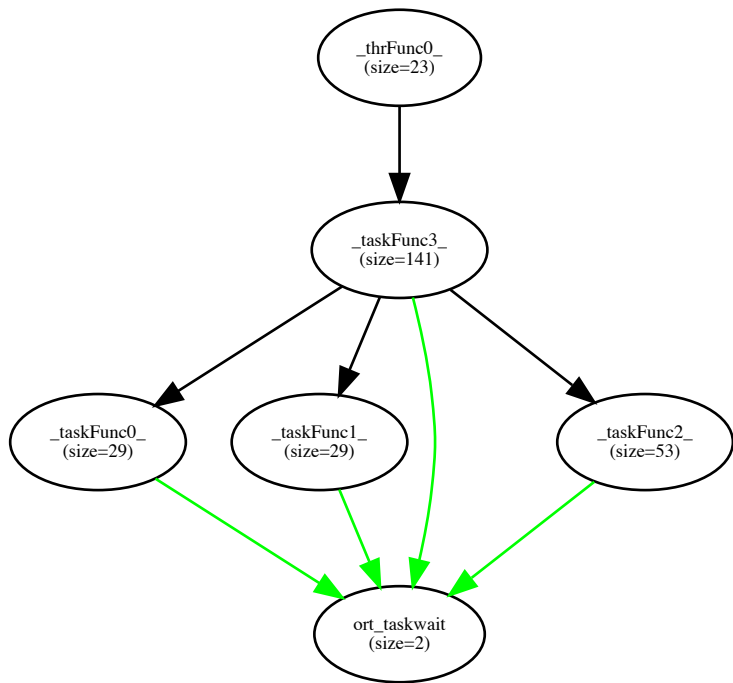 _thrFunc0_
(size=23)
_taskFunc3_
(size=141)
_taskFunc0_
(size=29)
_taskFunc1_
(size=29)
_taskFunc2_
(size=53)
ort_taskwait
(size=2)